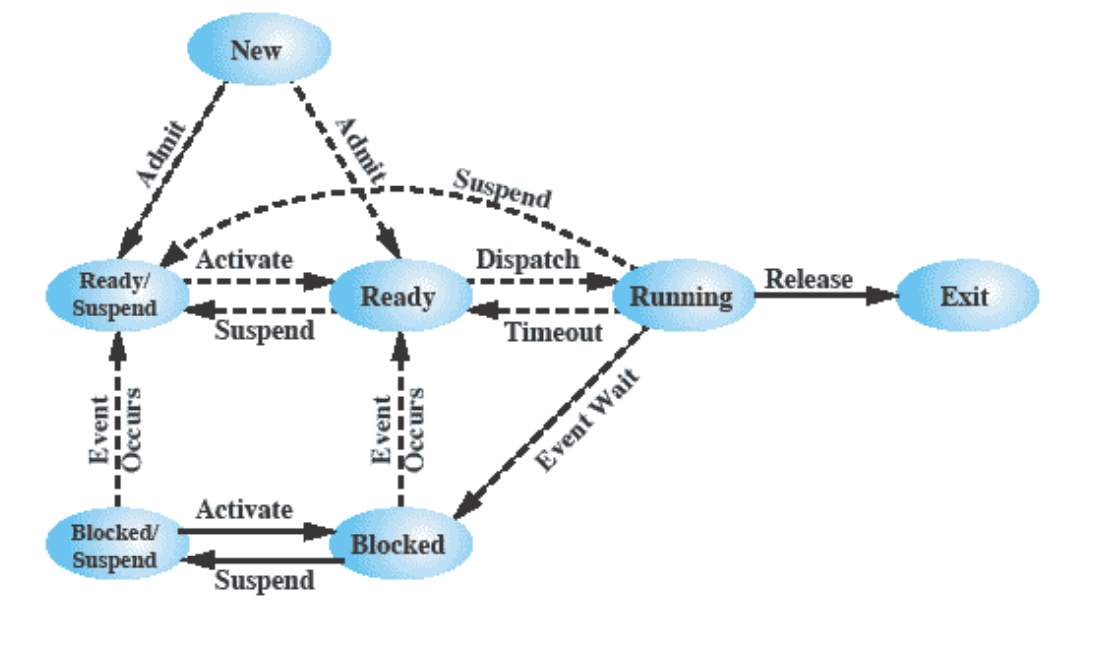 New
Admit
Admit
Suspend
Activate
Dispatch
Ready/
Suspend
Ready
Running
Release
Exit
Suspend
Timeout
Event
Occurs
Event
Occurs
Event Wait
Activate
Blocked/
Suspend
Blocked
Suspend